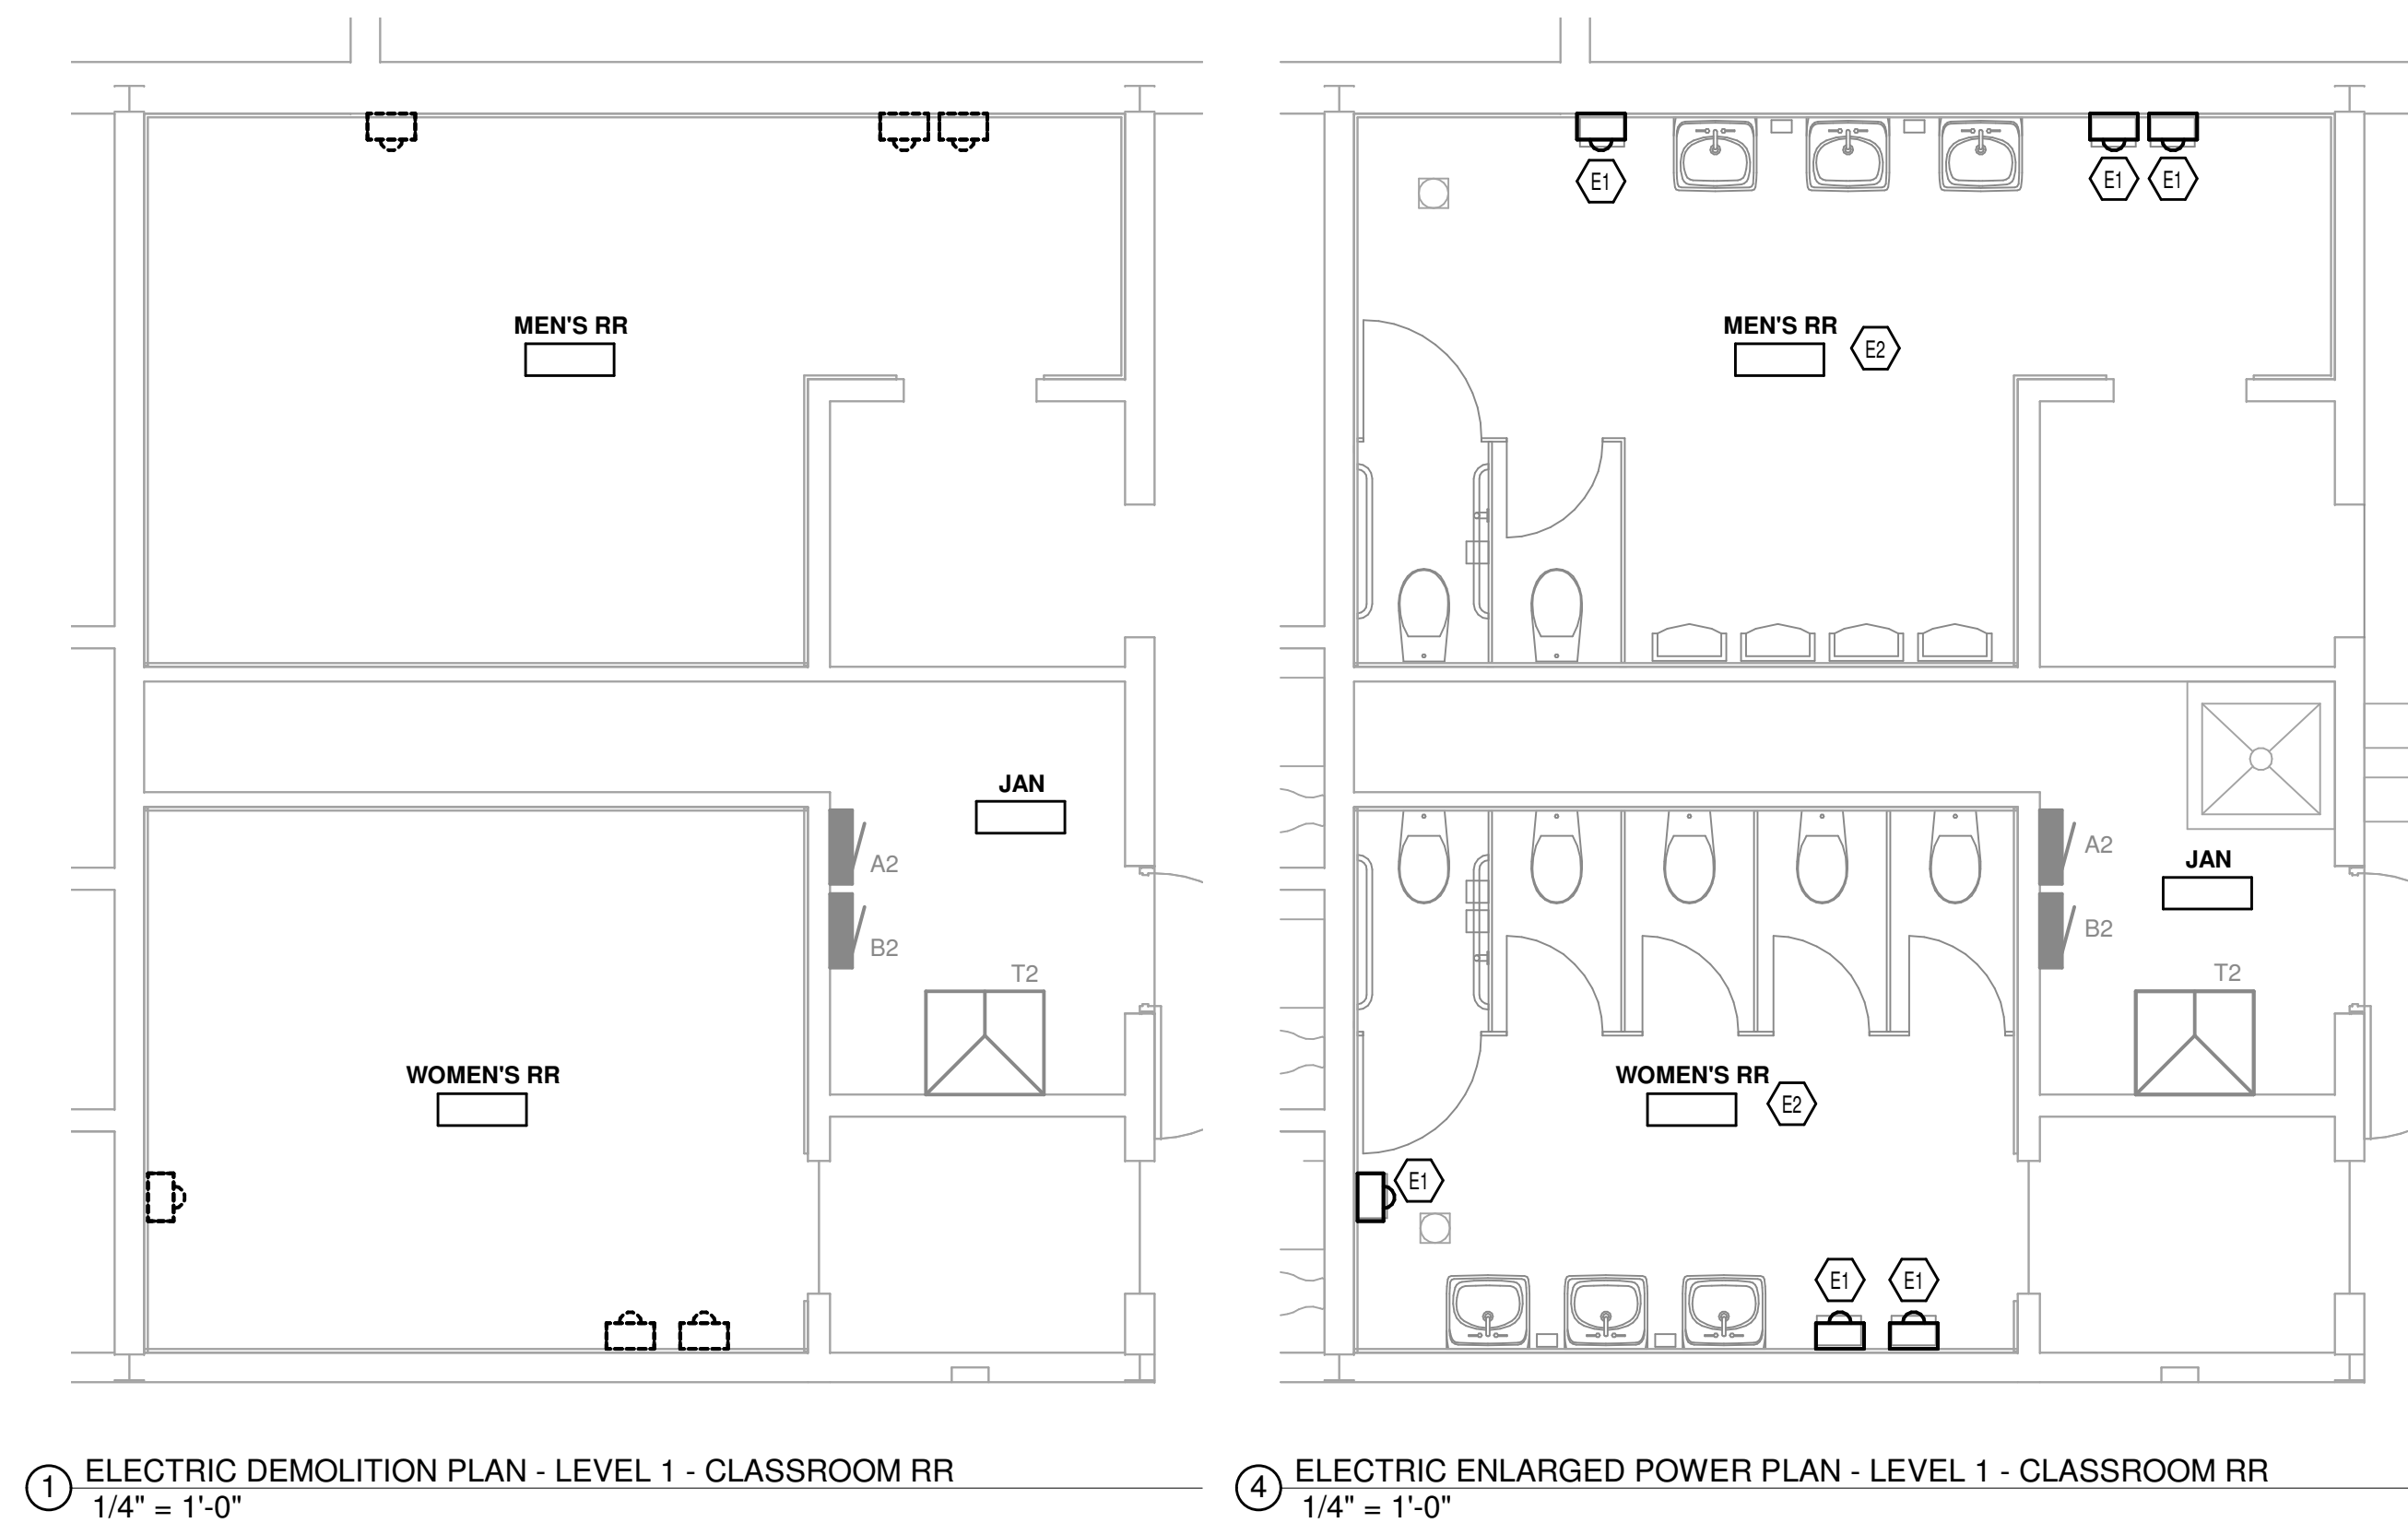 MEN'S RR
JAN
A2
B2
T2
WOMEN'S RR
1 ELECTRIC DEMOLITION PLAN - LEVEL 1 - CLASSROOM RR
1/4" = 1'-0"
E1
E1 E1
MEN'S RR E2
A2
JAN
B2
T2
WOMEN'S RR E2
E1
E1 E1
4 ELECTRIC ENLARGED POWER PLAN - LEVEL 1 - CLASSROOM RR
1/4" = 1'-0"